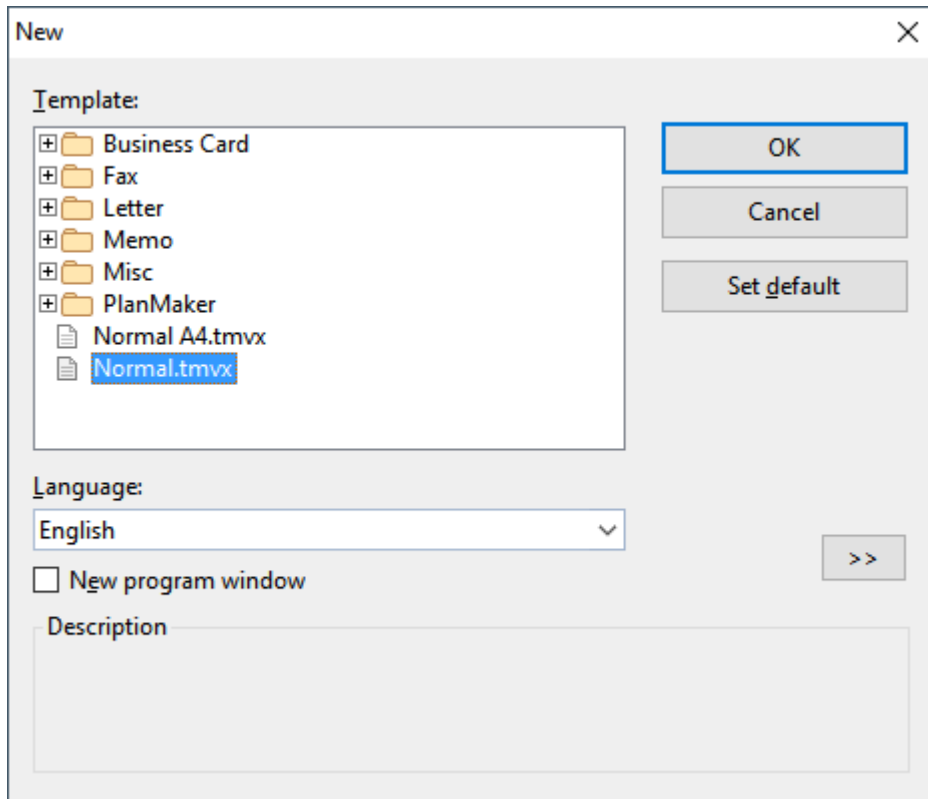 New
Template:
Business Card
Fax
Letter
Memo
Misc
PlanMaker
Normal A4.tmvx
Normal.tmvx
OK
Cancel
Set default
Language:
English
>>
New program window
Description